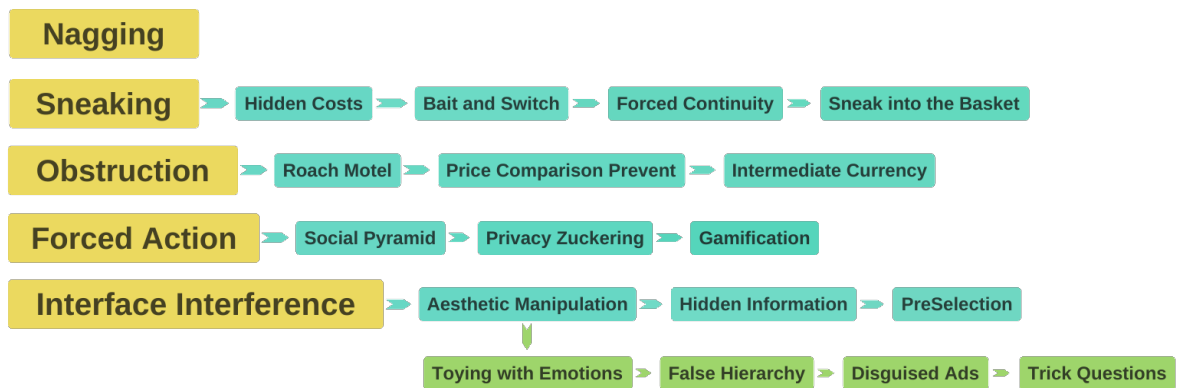 Nagging
Sneaking Hidden Costs Bait and Switch Forced Continuity Sneak into the Basket
Obstruction Roach Motel Price Comparison Prevent Intermediate Currency
Forced Action Social Pyramid Privacy Zuckering Gamification
Interface Interference Aesthetic Manipulation Hidden Information PreSelection
Toying with Emotions False Hierarchy Disguised Ads Trick Questions